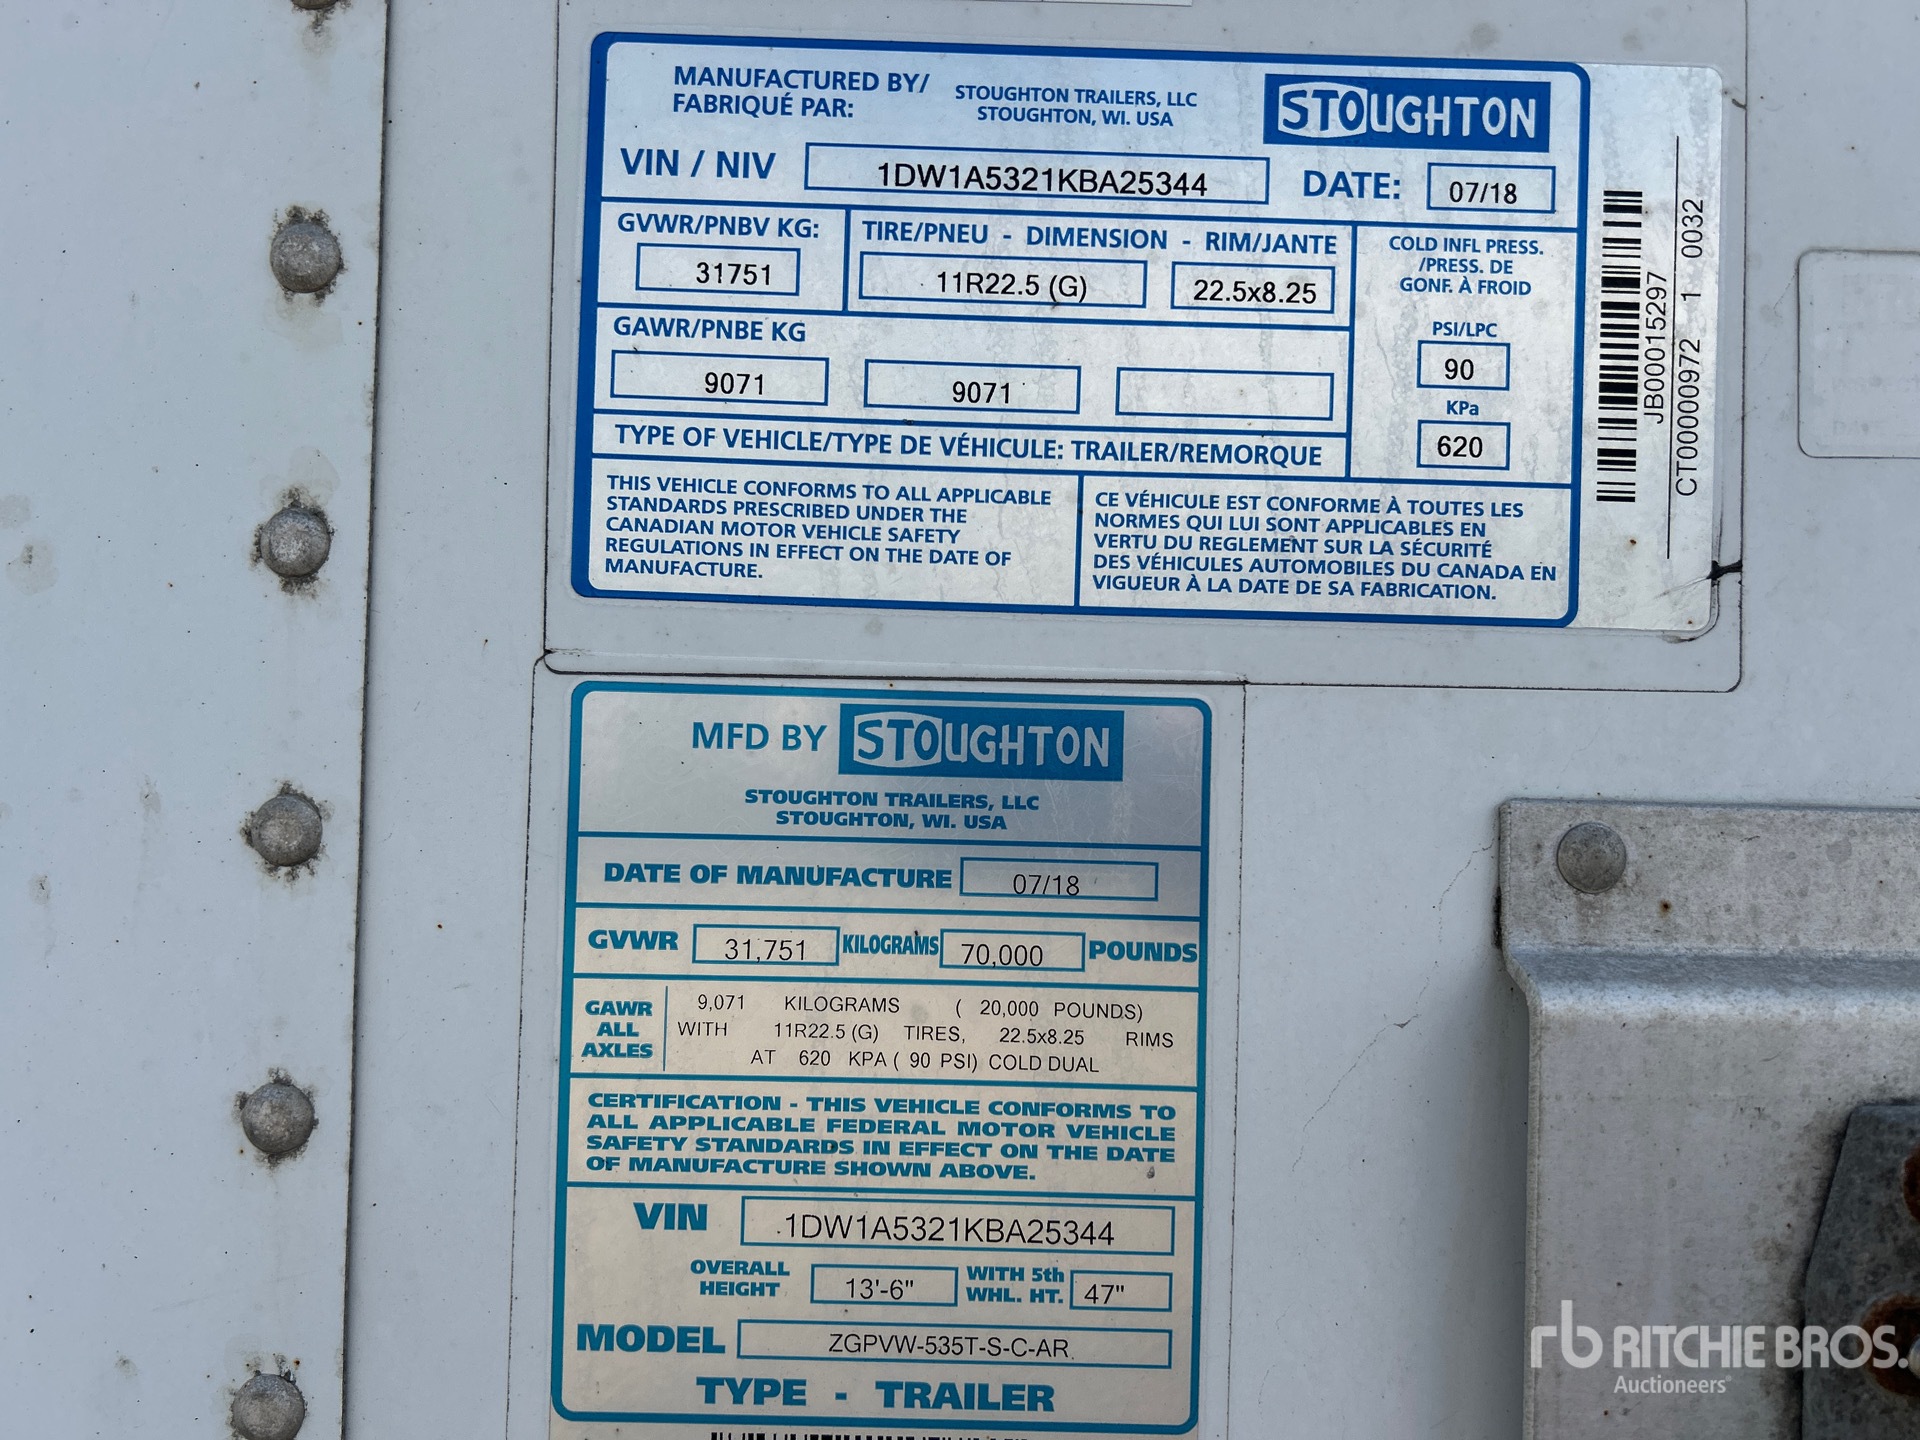 MANUFACTURED BY/
FABRIQUÉ PAR:
STOUGHTON TRAILERS, LLC
STOUGHTON, WI. USA
STOUGHTON
VIN / NIV 1DW1A5321KBA25344 DATE: 07/18
GVWR/PNBV KG:
31751
TIRE/PNEU - DIMENSION - RIM/JANTE
11R22.5 (G) 22.5x8.25
COLD INFL PRESS.
/PRESS. DE
GONF. À FROID
PSI/LPC
90
KPa
620
GAWR/PNBE KG
9071 9071
TYPE OF VEHICLE/TYPE DE VÉHICULE: TRAILER/REMORQUE
THIS VEHICLE CONFORMS TO ALL APPLICABLE
STANDARDS PRESCRIBED UNDER THE
CANADIAN MOTOR VEHICLE SAFETY
REGULATIONS IN EFFECT ON THE DATE OF
MANUFACTURE.
CE VÉHICULE EST CONFORME À TOUTES LES
NORMES QUI LUI SONT APPLICABLES EN
VERTU DU REGLEMENT SUR LA SÉCURITÉ
DES VÉHICULES AUTOMOBILES DU CANADA EN
VIGUEUR À LA DATE DE SA FABRICATION.
JB00015297
CT00000972 1 0032
MFD BY STOUGHTON
STOUGHTON TRAILERS, LLC
STOUGHTON, WI. USA
DATE OF MANUFACTURE 07/18
GVWR 31,751 KILOGRAMS 70,000 POUNDS
GAWR
ALL
AXLES
9,071 KILOGRAMS ( 20,000 POUNDS)
WITH 11R22.5 (G) TIRES, 22.5x8.25 RIMS
AT 620 KPA ( 90 PSI) COLD DUAL
CERTIFICATION - THIS VEHICLE CONFORMS TO
ALL APPLICABLE FEDERAL MOTOR VEHICLE
SAFETY STANDARDS IN EFFECT ON THE DATE
OF MANUFACTURE SHOWN ABOVE.
VIN 1DW1A5321KBA25344
OVERALL
HEIGHT
13'-6"
WITH 5th
WHL. HT.
47"
MODEL ZGPVW-535T-S-C-AR
TYPE - TRAILER
rb RITCHIE BROS.
Auctioneers